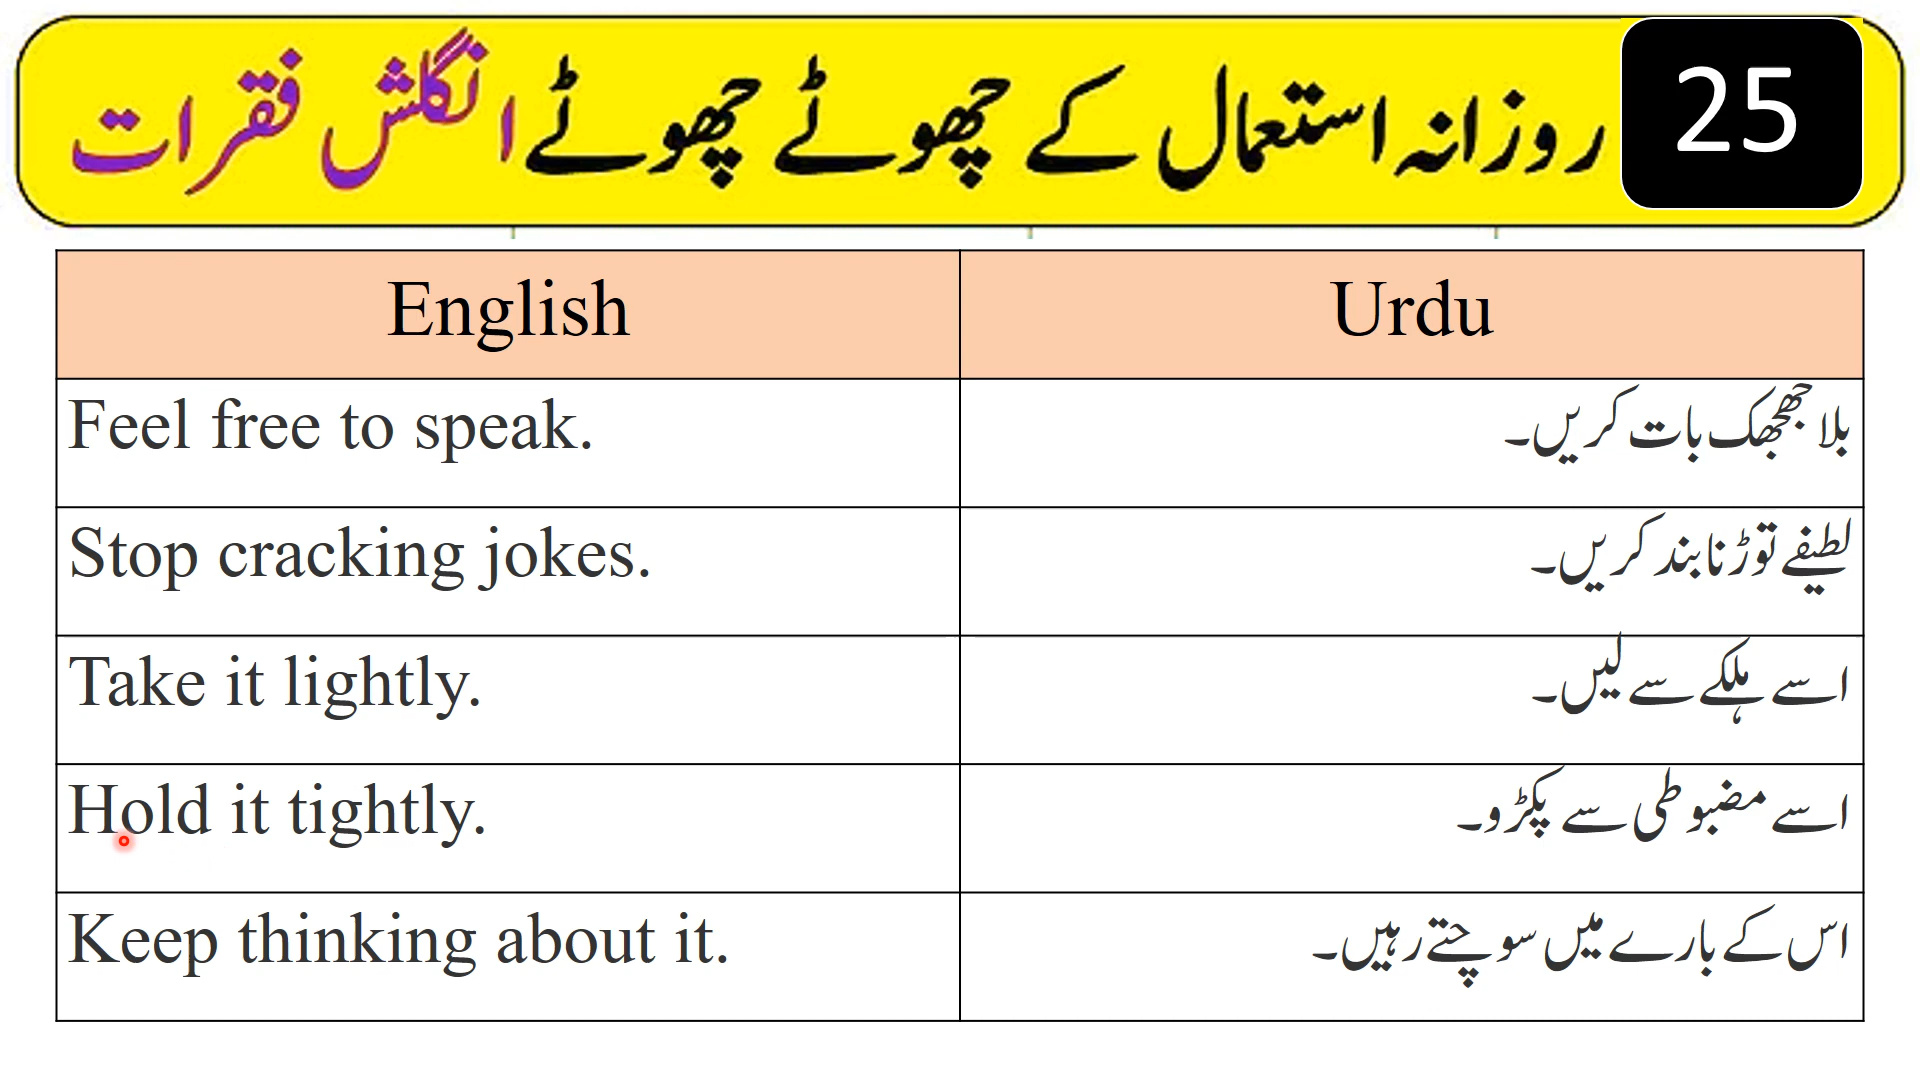 25 روزانہ استعمال کے چھوٹے چھوٹے انگلش فقرات
English Urdu
Feel free to speak. بلا جھجھک بات کریں۔
Stop cracking jokes. لطیفے توڑنا بند کریں۔
Take it lightly. اسے ہلکے سے لیں۔
Hold it tightly. اسے مضبوطی سے پکڑو۔
Keep thinking about it. اس کے بارے میں سوچتے رہیں۔